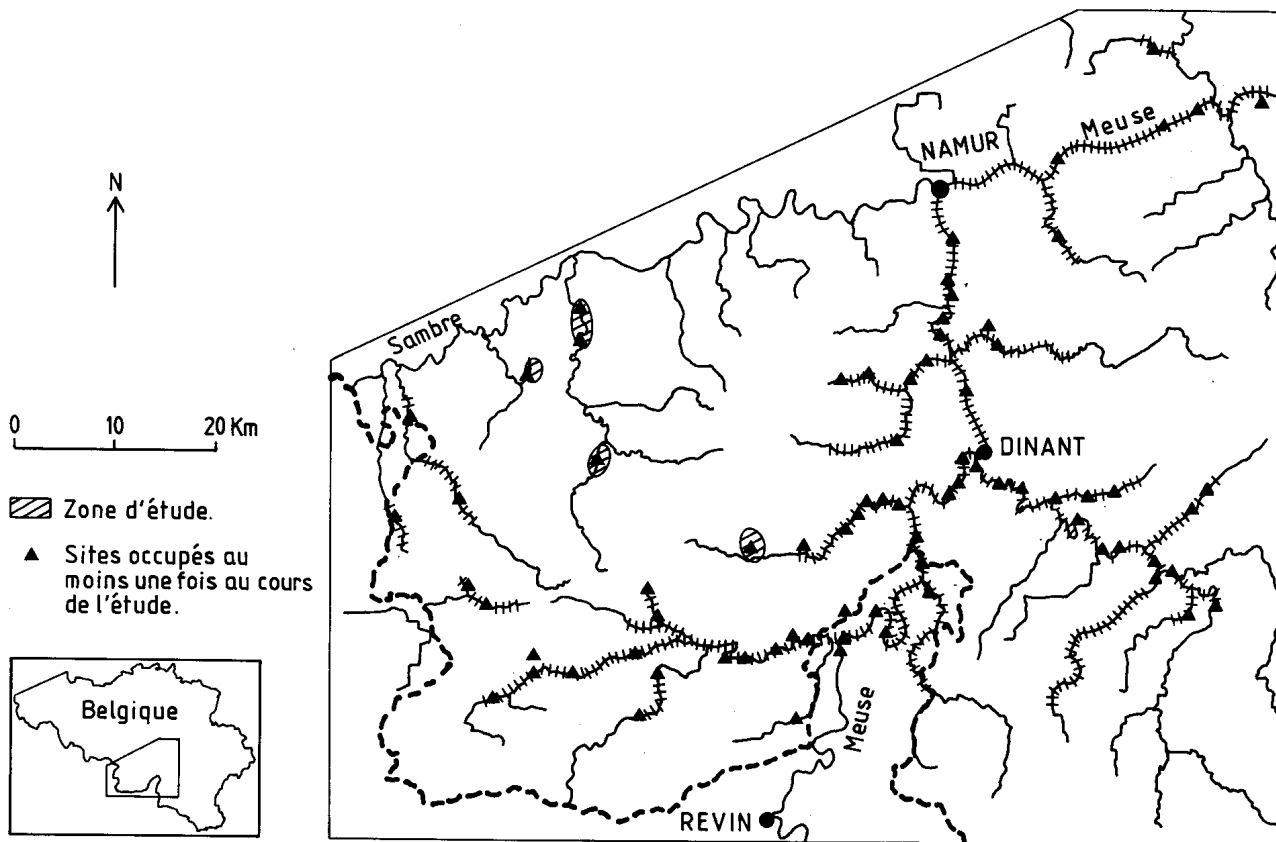 Meuse
NAMUR
N
Sambre
0 10 20 Km
DINANT
Zone d'étude.
Sites occupés au
moins une fois au cours
de l'étude.
Belgique
Meuse
REVIN